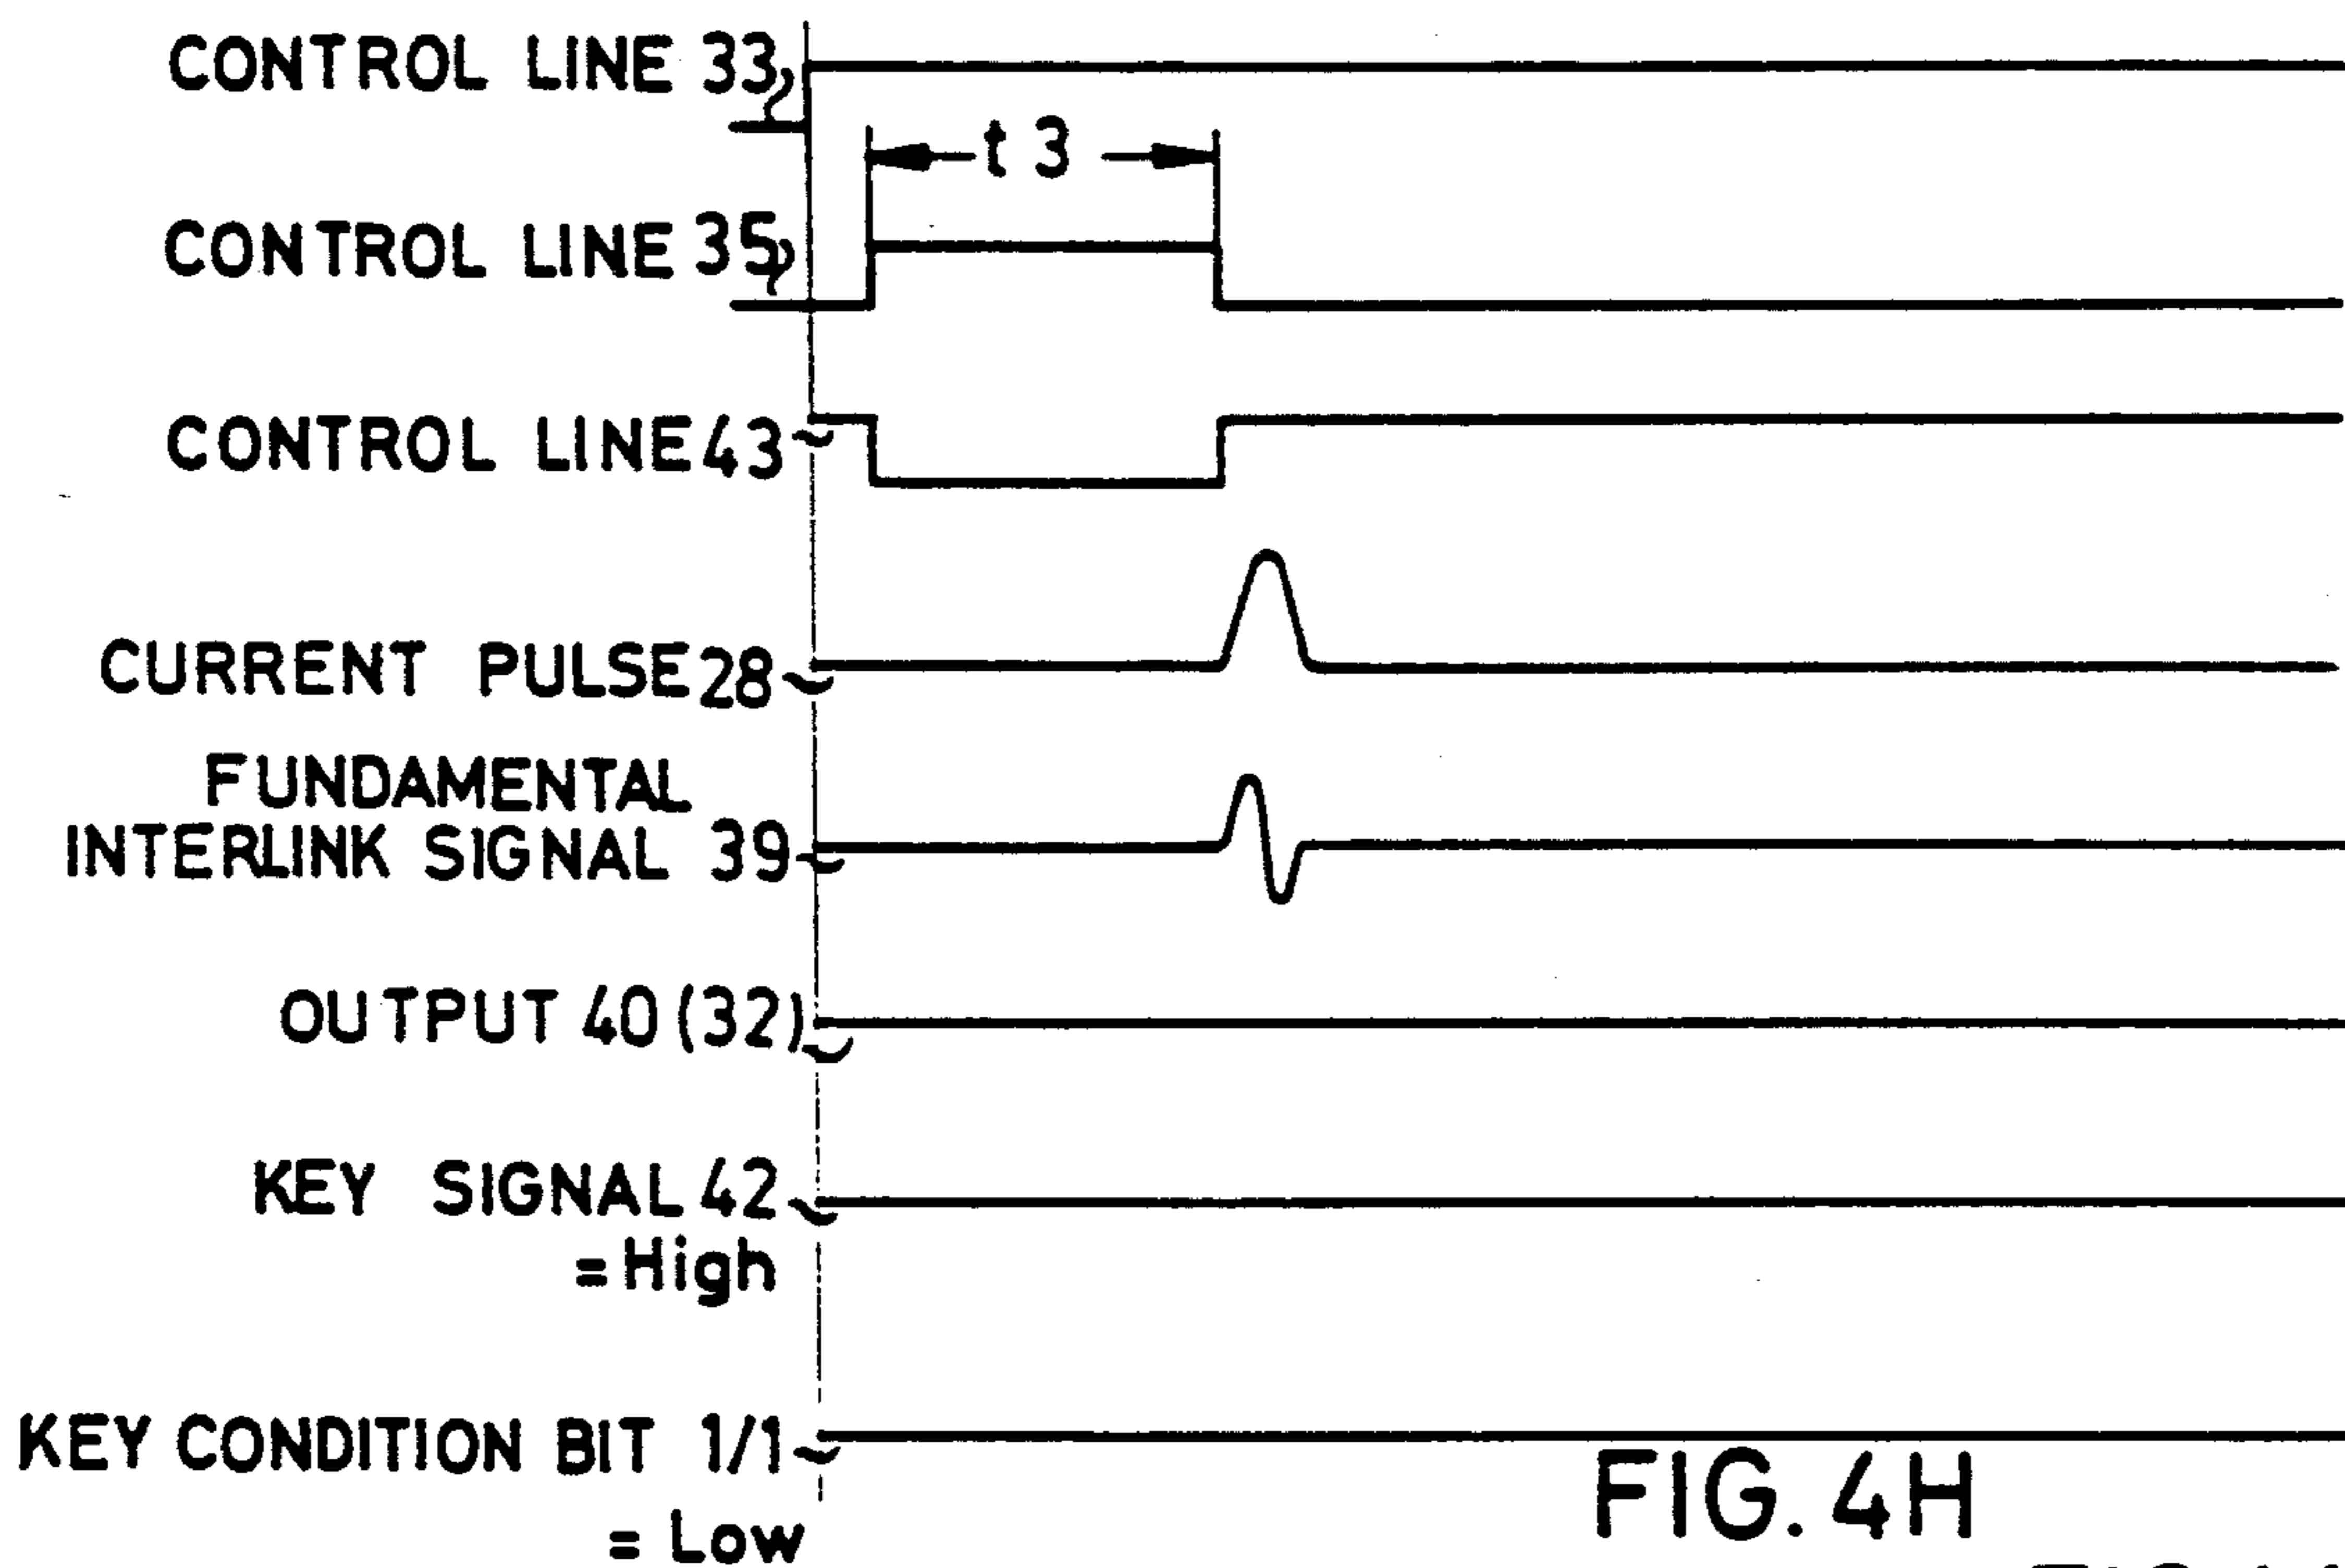 CONTROL LINE 33
t 3
CONTROL LINE 35
CONTROL LINE 43
CURRENT PULSE 28
FUNDAMENTAL
INTERLINK SIGNAL 39
OUTPUT 40 (32)
KEY SIGNAL 42
= High
KEY CONDITION BIT 1/1
= Low
FIG. 4H